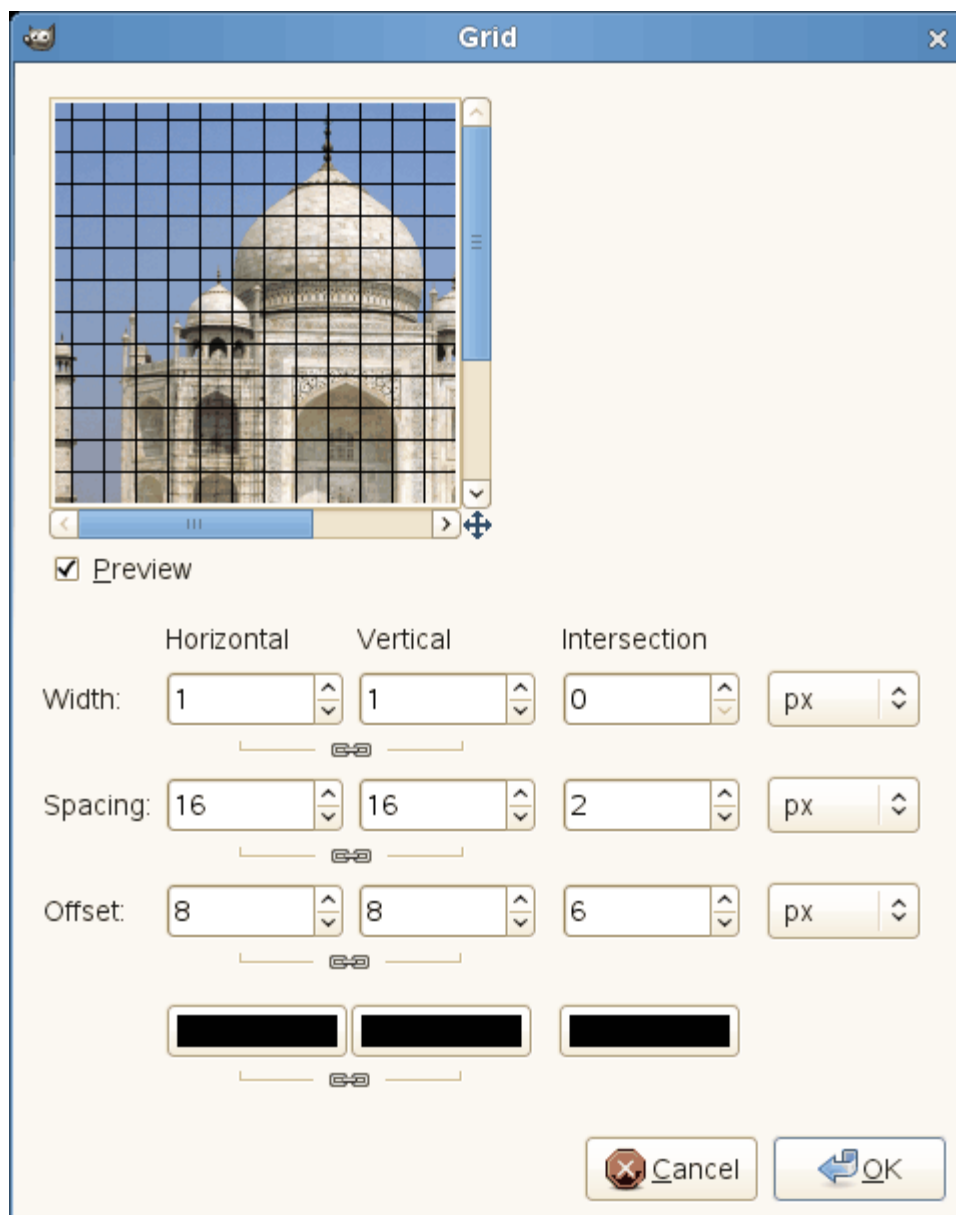 Grid
Preview
Horizontal Vertical Intersection
Width: 1 1 0 px
Spacing: 16 16 2 px
Offset: 8 8 6 px
Cancel OK